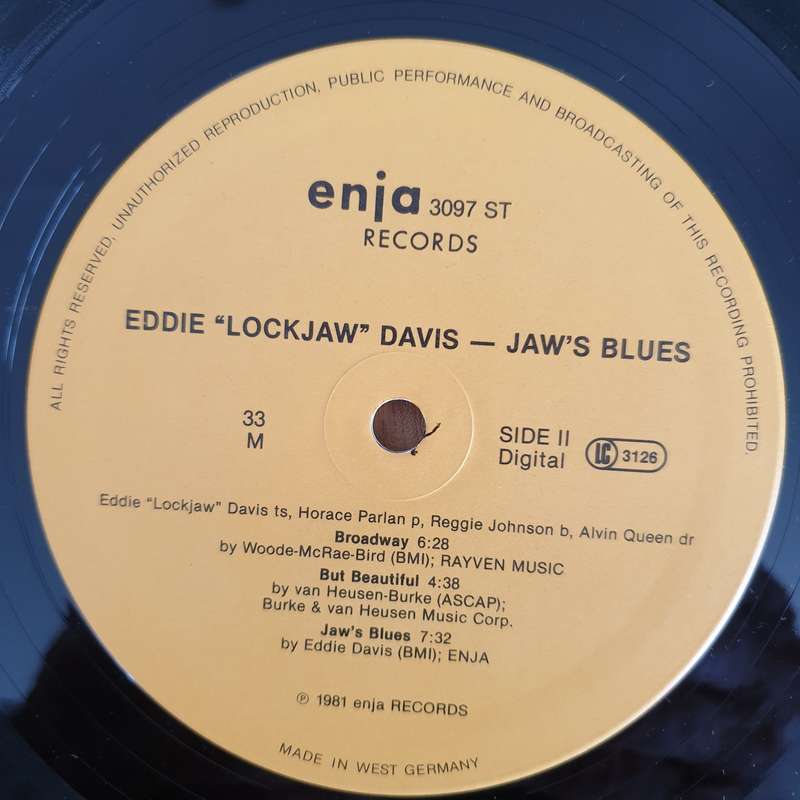 ALL RIGHTS RESERVED, UNAUTHORIZED REPRODUCTION, PUBLIC PERFORMANCE AND BROADCASTING OF THIS RECORDING PROHIBITED.
enja 3097 ST
RECORDS
EDDIE “LOCKJAW” DAVIS — JAW’S BLUES
33
M
SIDE II
Digital
LC 3126
Eddie “Lockjaw” Davis ts, Horace Parlan p, Reggie Johnson b, Alvin Queen dr
Broadway 6:28
by Woode-McRae-Bird (BMI); RAYVEN MUSIC
But Beautiful 4:38
by van Heusen-Burke (ASCAP);
Burke & van Heusen Music Corp.
Jaw’s Blues 7:32
by Eddie Davis (BMI); ENJA
℗ 1981 enja RECORDS
MADE IN WEST GERMANY